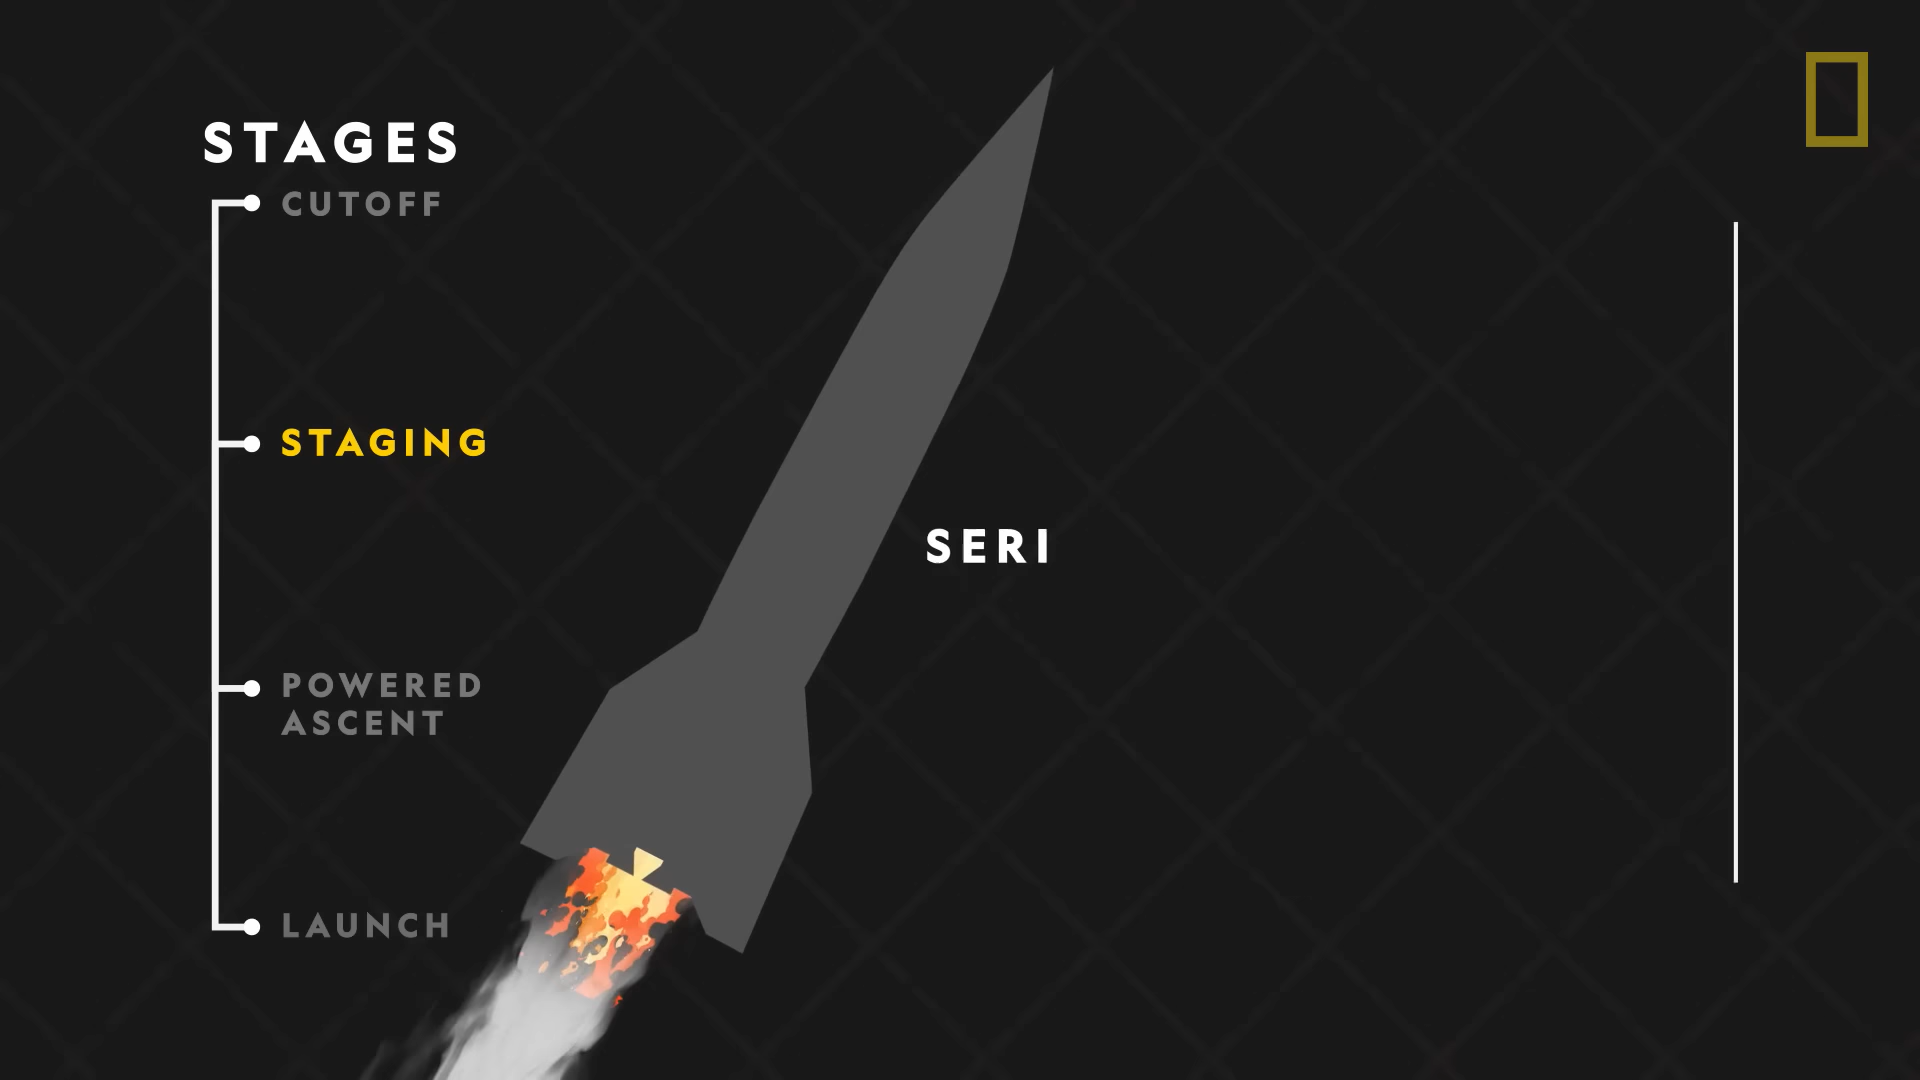 STAGES
CUTOFF
STAGING
SERI
POWERED
ASCENT
LAUNCH